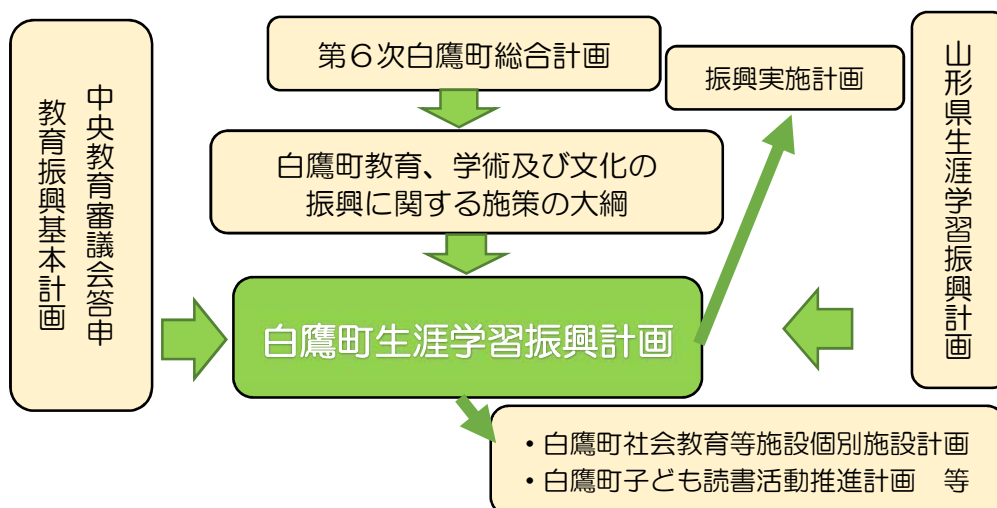 第６次白鷹町総合計画
振興実施計画
中央教育審議会答申
教育振興基本計画
山形県生涯学習振興計画
白鷹町教育、学術及び文化の
振興に関する施策の大綱
白鷹町生涯学習振興計画
・白鷹町社会教育等施設個別施設計画
・白鷹町子ども読書活動推進計画　等